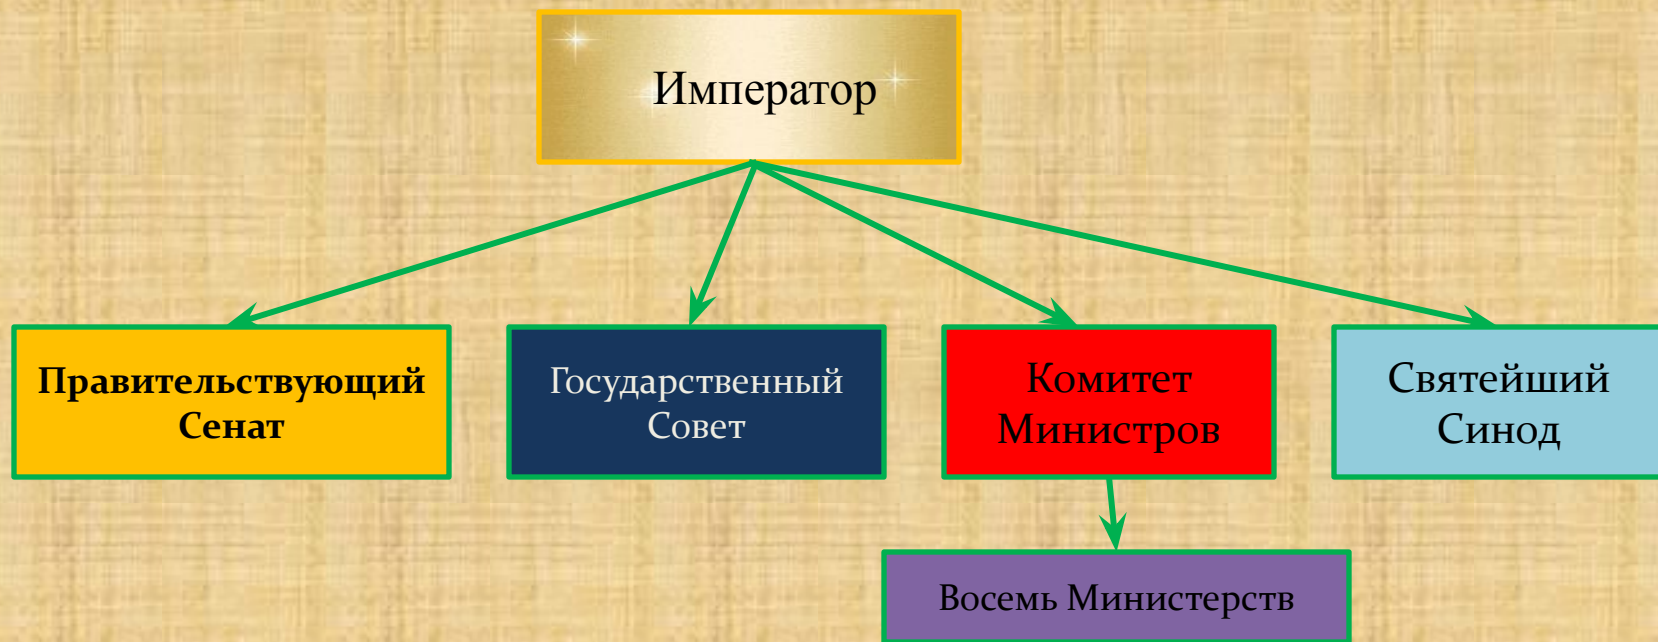 Император
Правительствующий
Сенат
Государственный
Совет
Комитет
Министров
Святейший
Синод
Восемь Министерств